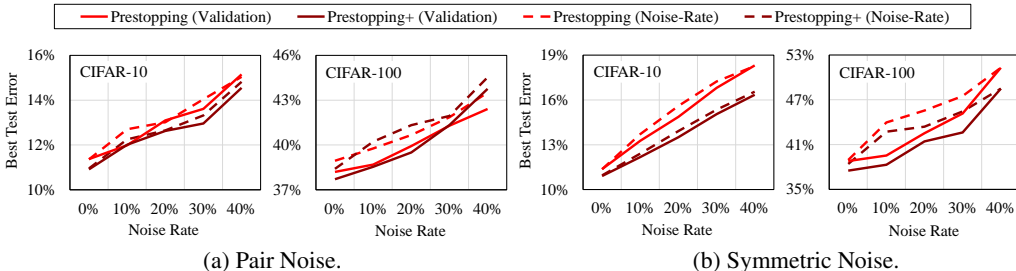 Prestopping (Validation) Prestopping+ (Validation) Prestopping (Noise-Rate) Prestopping+ (Noise-Rate)
Best Test Error
16%
14%
12%
10%
CIFAR-10
0% 10% 20% 30% 40%
Noise Rate
46%
43%
40%
37%
CIFAR-100
0% 10% 20% 30% 40%
Noise Rate
(a) Pair Noise.
Best Test Error
19%
16%
13%
10%
CIFAR-10
0% 10% 20% 30% 40%
Noise Rate
53%
47%
41%
35%
CIFAR-100
0% 10% 20% 30% 40%
Noise Rate
(b) Symmetric Noise.